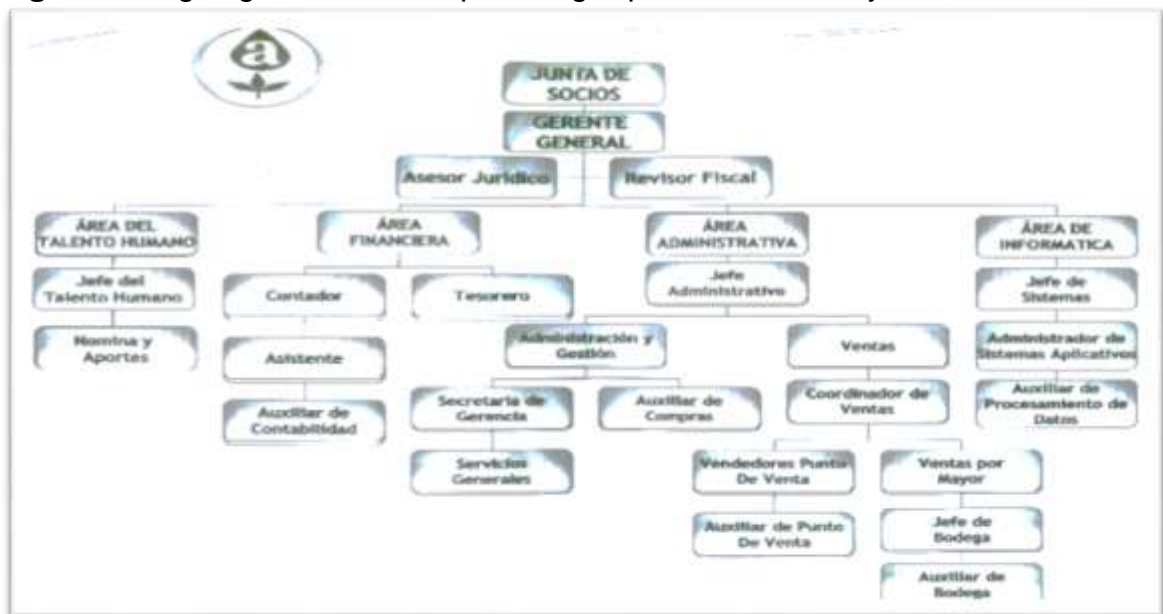 a
JUNTA DE
SOCIOS
GERENTE
GENERAL
Asesor Jurídico
Revisor Fiscal
ÁREA DEL
TALENTO HUMANO
ÁREA
FINANCIERA
ÁREA
ADMINISTRATIVA
ÁREA DE
INFORMATICA
Jefe del
Talento Humano
Contador
Tesorero
Jefe
Administrativo
Jefe de
Sistemas
Nomina y
Aportes
Asistente
Administración y
Gestión
Ventas
Administrador de
Sistemas Aplicativos
Auxiliar de
Contabilidad
Secretaria de
Gerencia
Auxiliar de
Compras
Coordinador de
Ventas
Auxiliar de
Procesamiento de
Datos
Servicios
Generales
Vendedores Punto
De Venta
Ventas por
Mayor
Auxiliar de Punto
De Venta
Jefe de
Bodega
Auxiliar de
Bodega